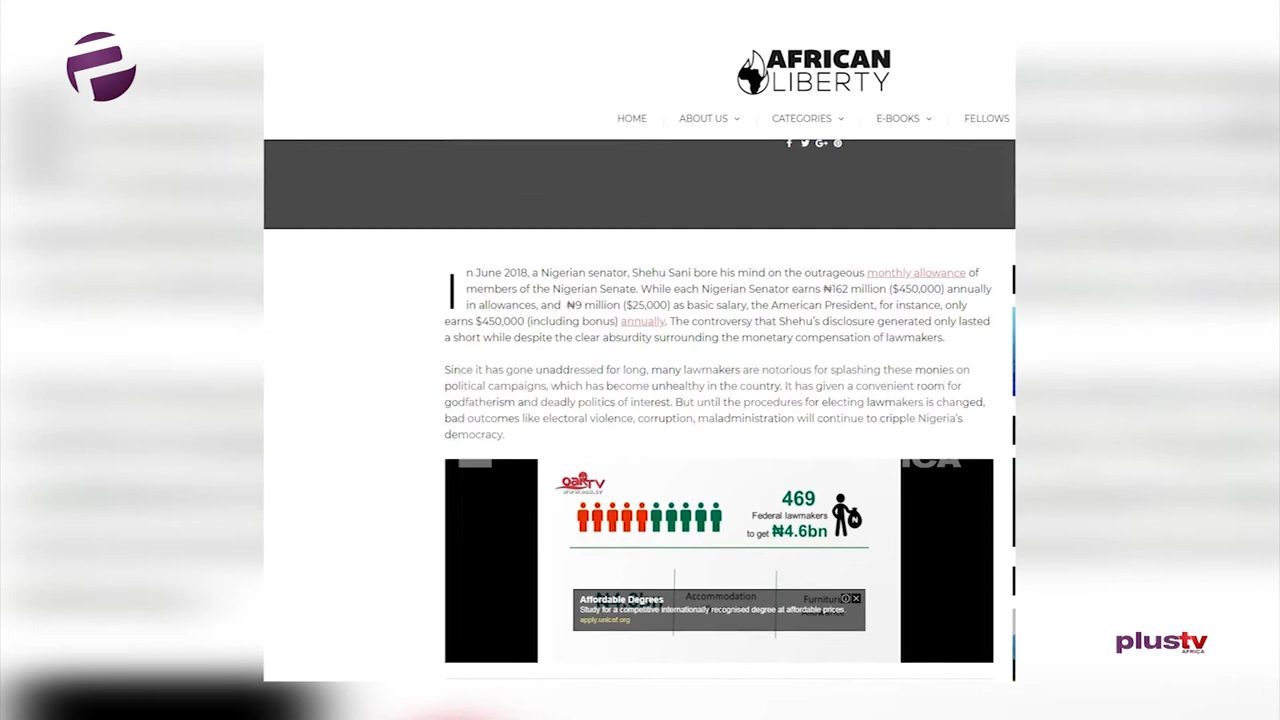 AFRICAN
LIBERTY
HOME
ABOUT US
CATEGORIES
E-BOOKS
FELLOWS
In June 2018, a Nigerian senator, Shehu Sani bore his mind on the outrageous monthly allowance of
members of the Nigerian Senate. While each Nigerian Senator earns ₦162 million ($450,000) annually
in allowances, and ₦9 million ($25,000) as basic salary, the American President, for instance, only
earns $450,000 (including bonus) annually. The controversy that Shehu's disclosure generated only lasted
a short while despite the clear absurdity surrounding the monetary compensation of lawmakers.
Since it has gone unaddressed for long, many lawmakers are notorious for splashing these monies on
political campaigns, which has become unhealthy in the country. It has given a convenient room for
godfatherism and deadly politics of interest. But until the procedures for electing lawmakers is changed,
bad outcomes like electoral violence, corruption, maladministration will continue to cripple Nigeria's
democracy.
OakTV
www.oak.tv
469
Federal lawmakers
to get ₦4.6bn
Accommodation
Furniture
Affordable Degrees
Study for a competitive internationally recognised degree at affordable prices.
apply.unicaf.org
plustv
AFRICA